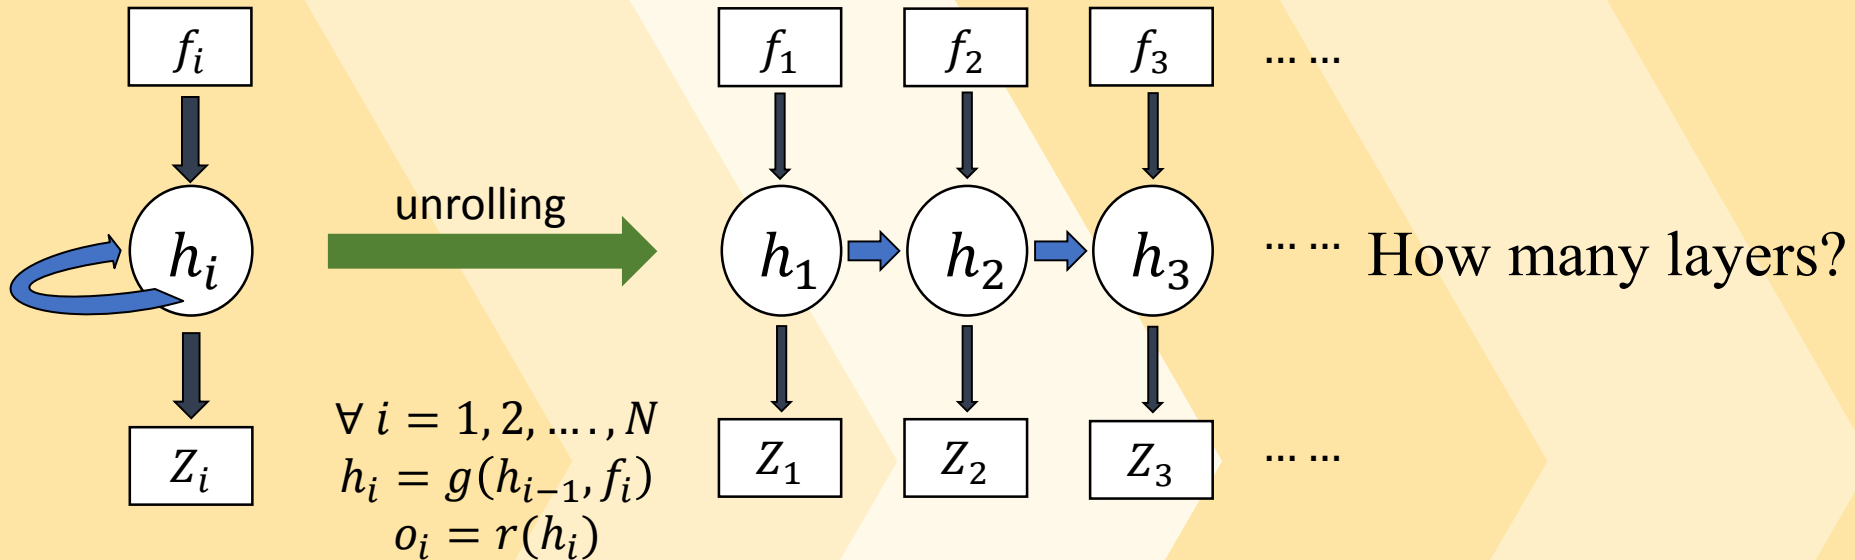 f_i
h_i
Z_i
unrolling
∀ i = 1, 2, …. , N
h_i = g(h_{i−1}, f_i)
o_i = r(h_i)
f_1 f_2 f_3 … …
h_1 h_2 h_3 … … How many layers?
Z_1 Z_2 Z_3 … …